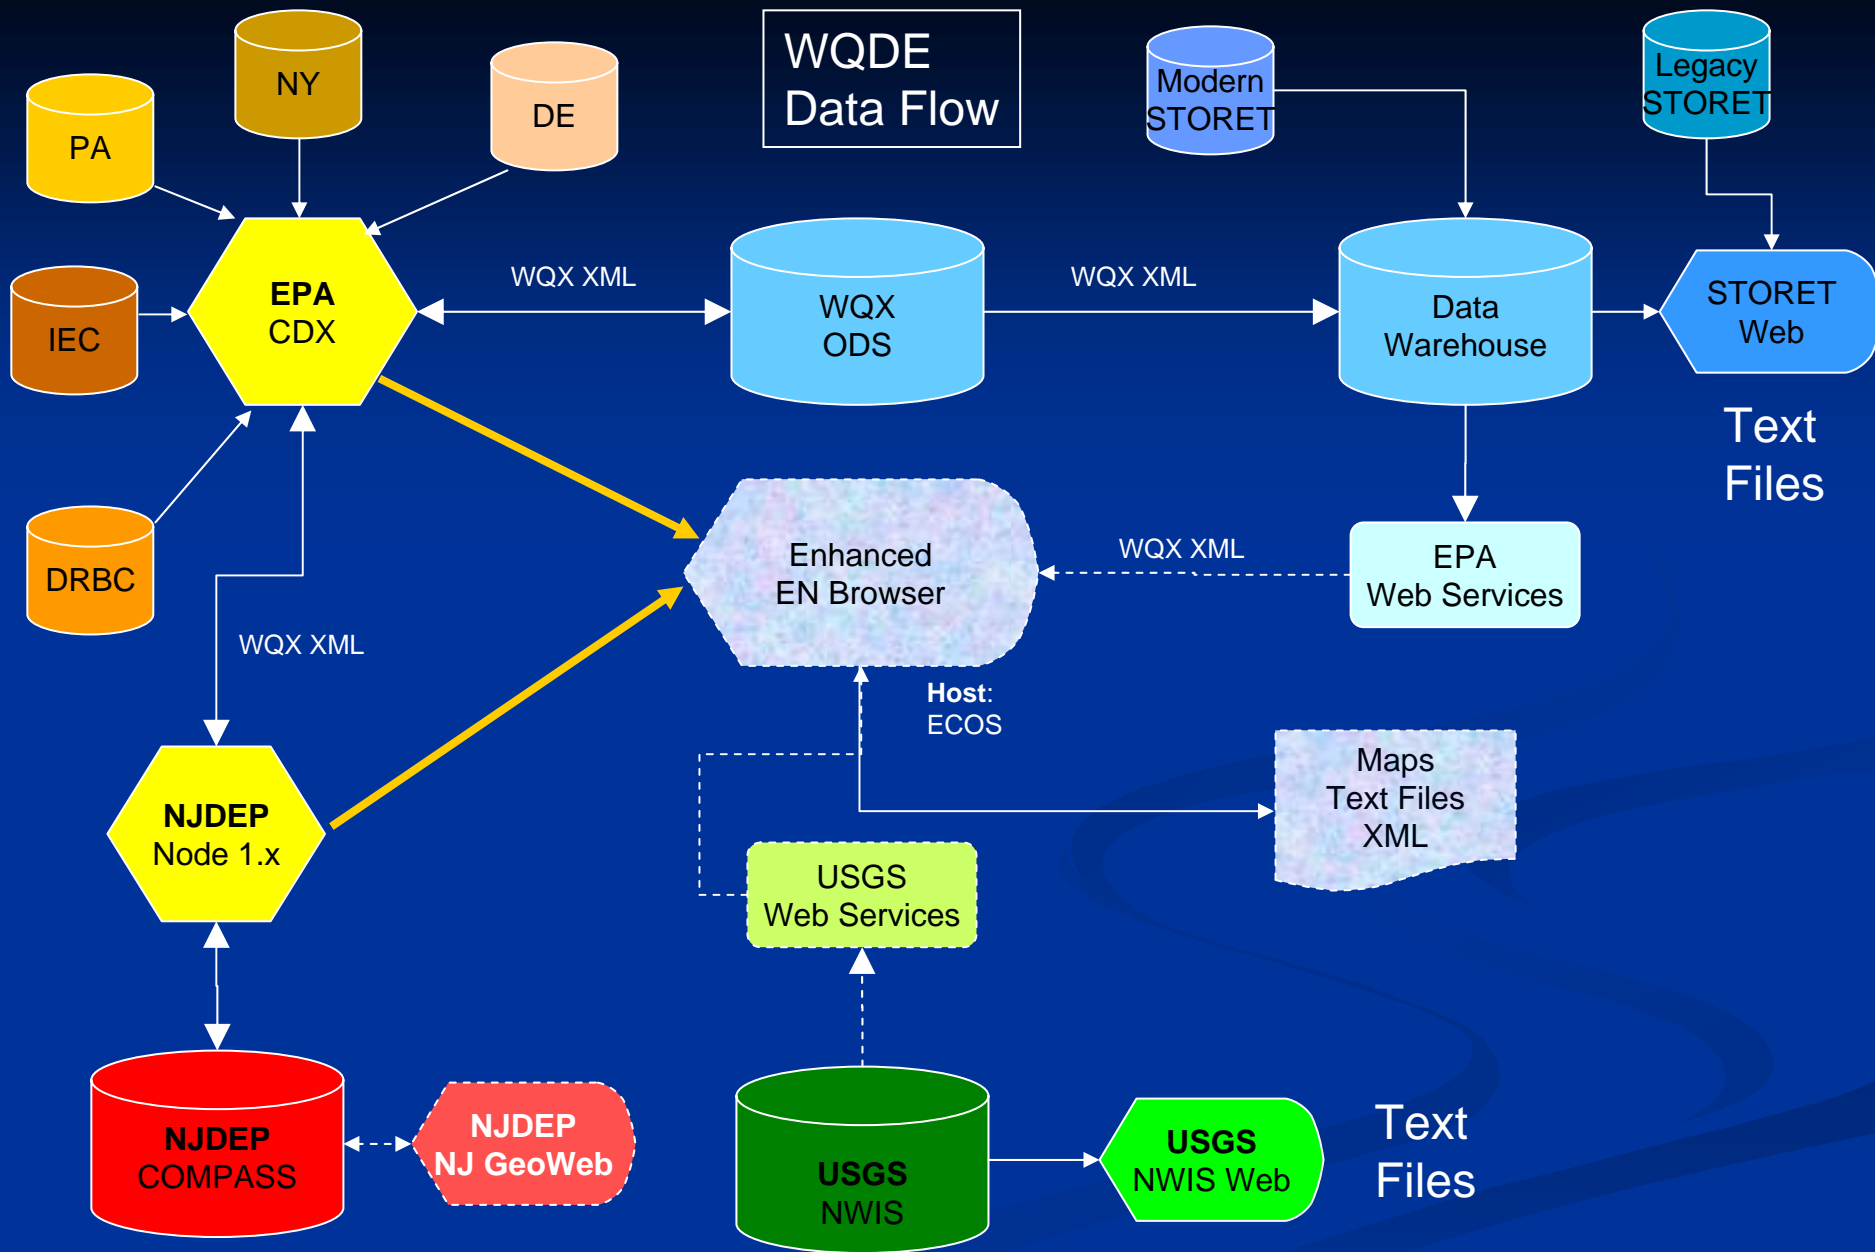 WQDE
Data Flow
NY
DE
PA
Modern
STORET
Legacy
STORET
EPA
CDX
WQX XML
WQX
ODS
WQX XML
Data
Warehouse
STORET
Web
IEC
Text
Files
DRBC
Enhanced
EN Browser
WQX XML
EPA
Web Services
WQX XML
Host:
ECOS
Maps
Text Files
XML
NJDEP
Node 1.x
USGS
Web Services
NJDEP
COMPASS
NJDEP
NJ GeoWeb
USGS
NWIS
USGS
NWIS Web
Text
Files